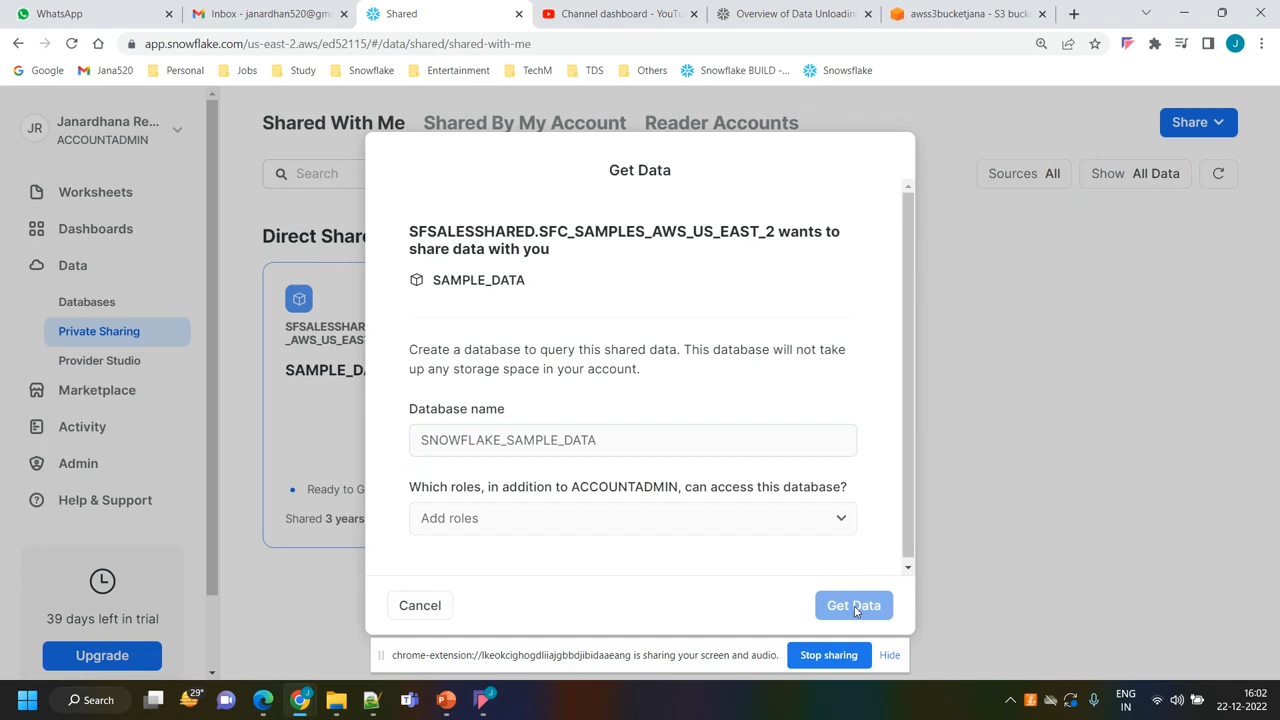 WhatsApp
Inbox - janardhan520@gm
Shared
Channel dashboard - YouTu
Overview of Data Unloading
awss3bucketjana - S3 buck
app.snowflake.com/us-east-2.aws/ed52115/#/data/shared/shared-with-me
J
Google
Jana520
Personal
Jobs
Study
Snowflake
Entertainment
TechM
TDS
Others
Snowflake BUILD -...
Snowsflake
JR
Janardhana Re...
ACCOUNTADMIN
Worksheets
Dashboards
Data
Databases
Private Sharing
Provider Studio
Marketplace
Activity
Admin
Help & Support
39 days left in trial
Upgrade
Shared With Me
Shared By My Account
Reader Accounts
Share
Search
Sources All
Show All Data
Direct Share
SFSALESSHAR
_AWS_US_EAST
SAMPLE_DA
Ready to G
Shared 3 years
Get Data
SFSALESSHARED.SFC_SAMPLES_AWS_US_EAST_2 wants to
share data with you
SAMPLE_DATA
Create a database to query this shared data. This database will not take
up any storage space in your account.
Database name
SNOWFLAKE_SAMPLE_DATA
Which roles, in addition to ACCOUNTADMIN, can access this database?
Add roles
Cancel
Get Data
chrome-extension://lkeokcighogdliiajgbbdjibidaaeang is sharing your screen and audio.
Stop sharing
Hide
Search
29°
ENG
IN
16:02
22-12-2022